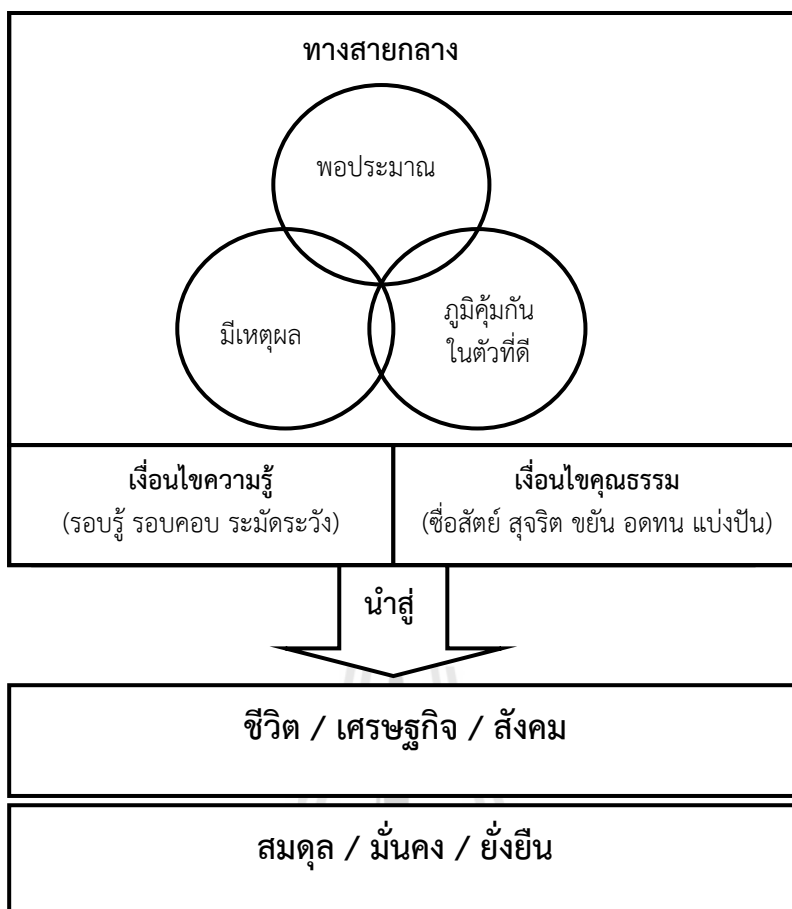 ทางสายกลาง
พอประมาณ
มีเหตุผล
ภูมิคุ้มกัน
ในตัวที่ดี
เงื่อนไขความรู้
(รอบรู้ รอบคอบ ระมัดระวัง)
เงื่อนไขคุณธรรม
(ซื่อสัตย์ สุจริต ขยัน อดทน แบ่งปัน)
นำสู่
ชีวิต / เศรษฐกิจ / สังคม
สมดุล / มั่นคง / ยั่งยืน